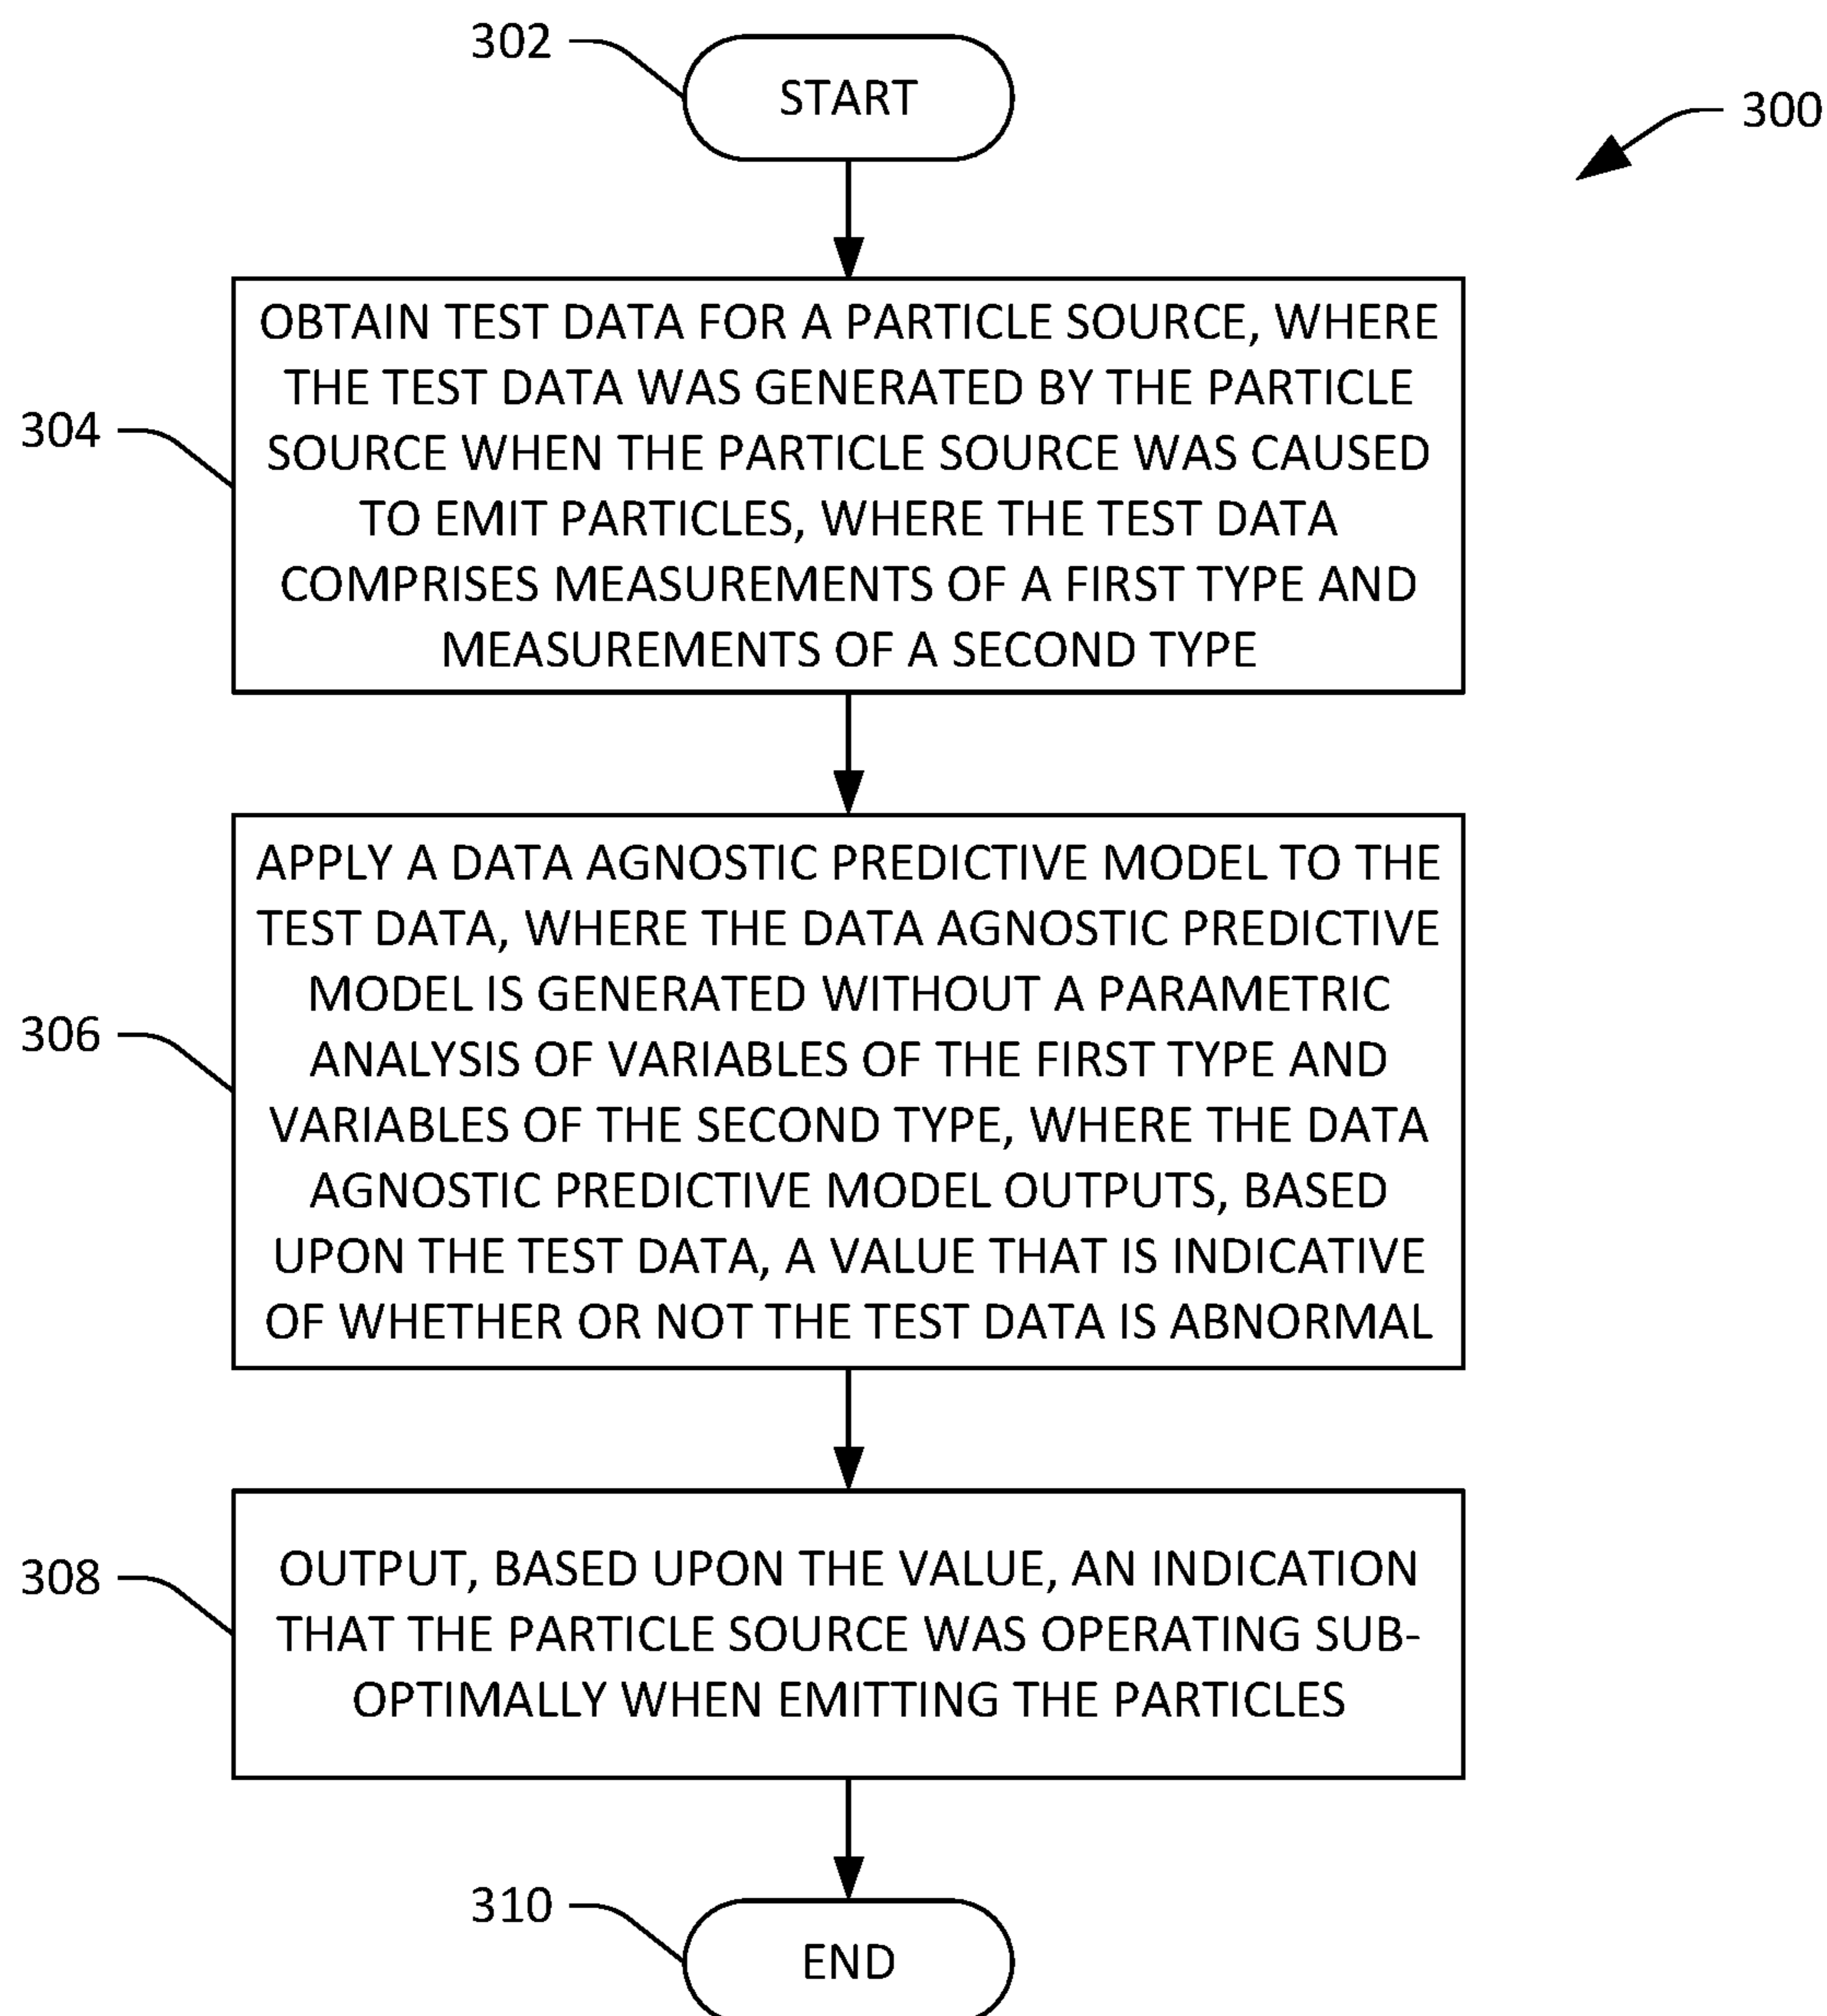 302
START
300
304
OBTAIN TEST DATA FOR A PARTICLE SOURCE, WHERE
THE TEST DATA WAS GENERATED BY THE PARTICLE
SOURCE WHEN THE PARTICLE SOURCE WAS CAUSED
TO EMIT PARTICLES, WHERE THE TEST DATA
COMPRISES MEASUREMENTS OF A FIRST TYPE AND
MEASUREMENTS OF A SECOND TYPE
306
APPLY A DATA AGNOSTIC PREDICTIVE MODEL TO THE
TEST DATA, WHERE THE DATA AGNOSTIC PREDICTIVE
MODEL IS GENERATED WITHOUT A PARAMETRIC
ANALYSIS OF VARIABLES OF THE FIRST TYPE AND
VARIABLES OF THE SECOND TYPE, WHERE THE DATA
AGNOSTIC PREDICTIVE MODEL OUTPUTS, BASED
UPON THE TEST DATA, A VALUE THAT IS INDICATIVE
OF WHETHER OR NOT THE TEST DATA IS ABNORMAL
308
OUTPUT, BASED UPON THE VALUE, AN INDICATION
THAT THE PARTICLE SOURCE WAS OPERATING SUB-
OPTIMALLY WHEN EMITTING THE PARTICLES
310
END